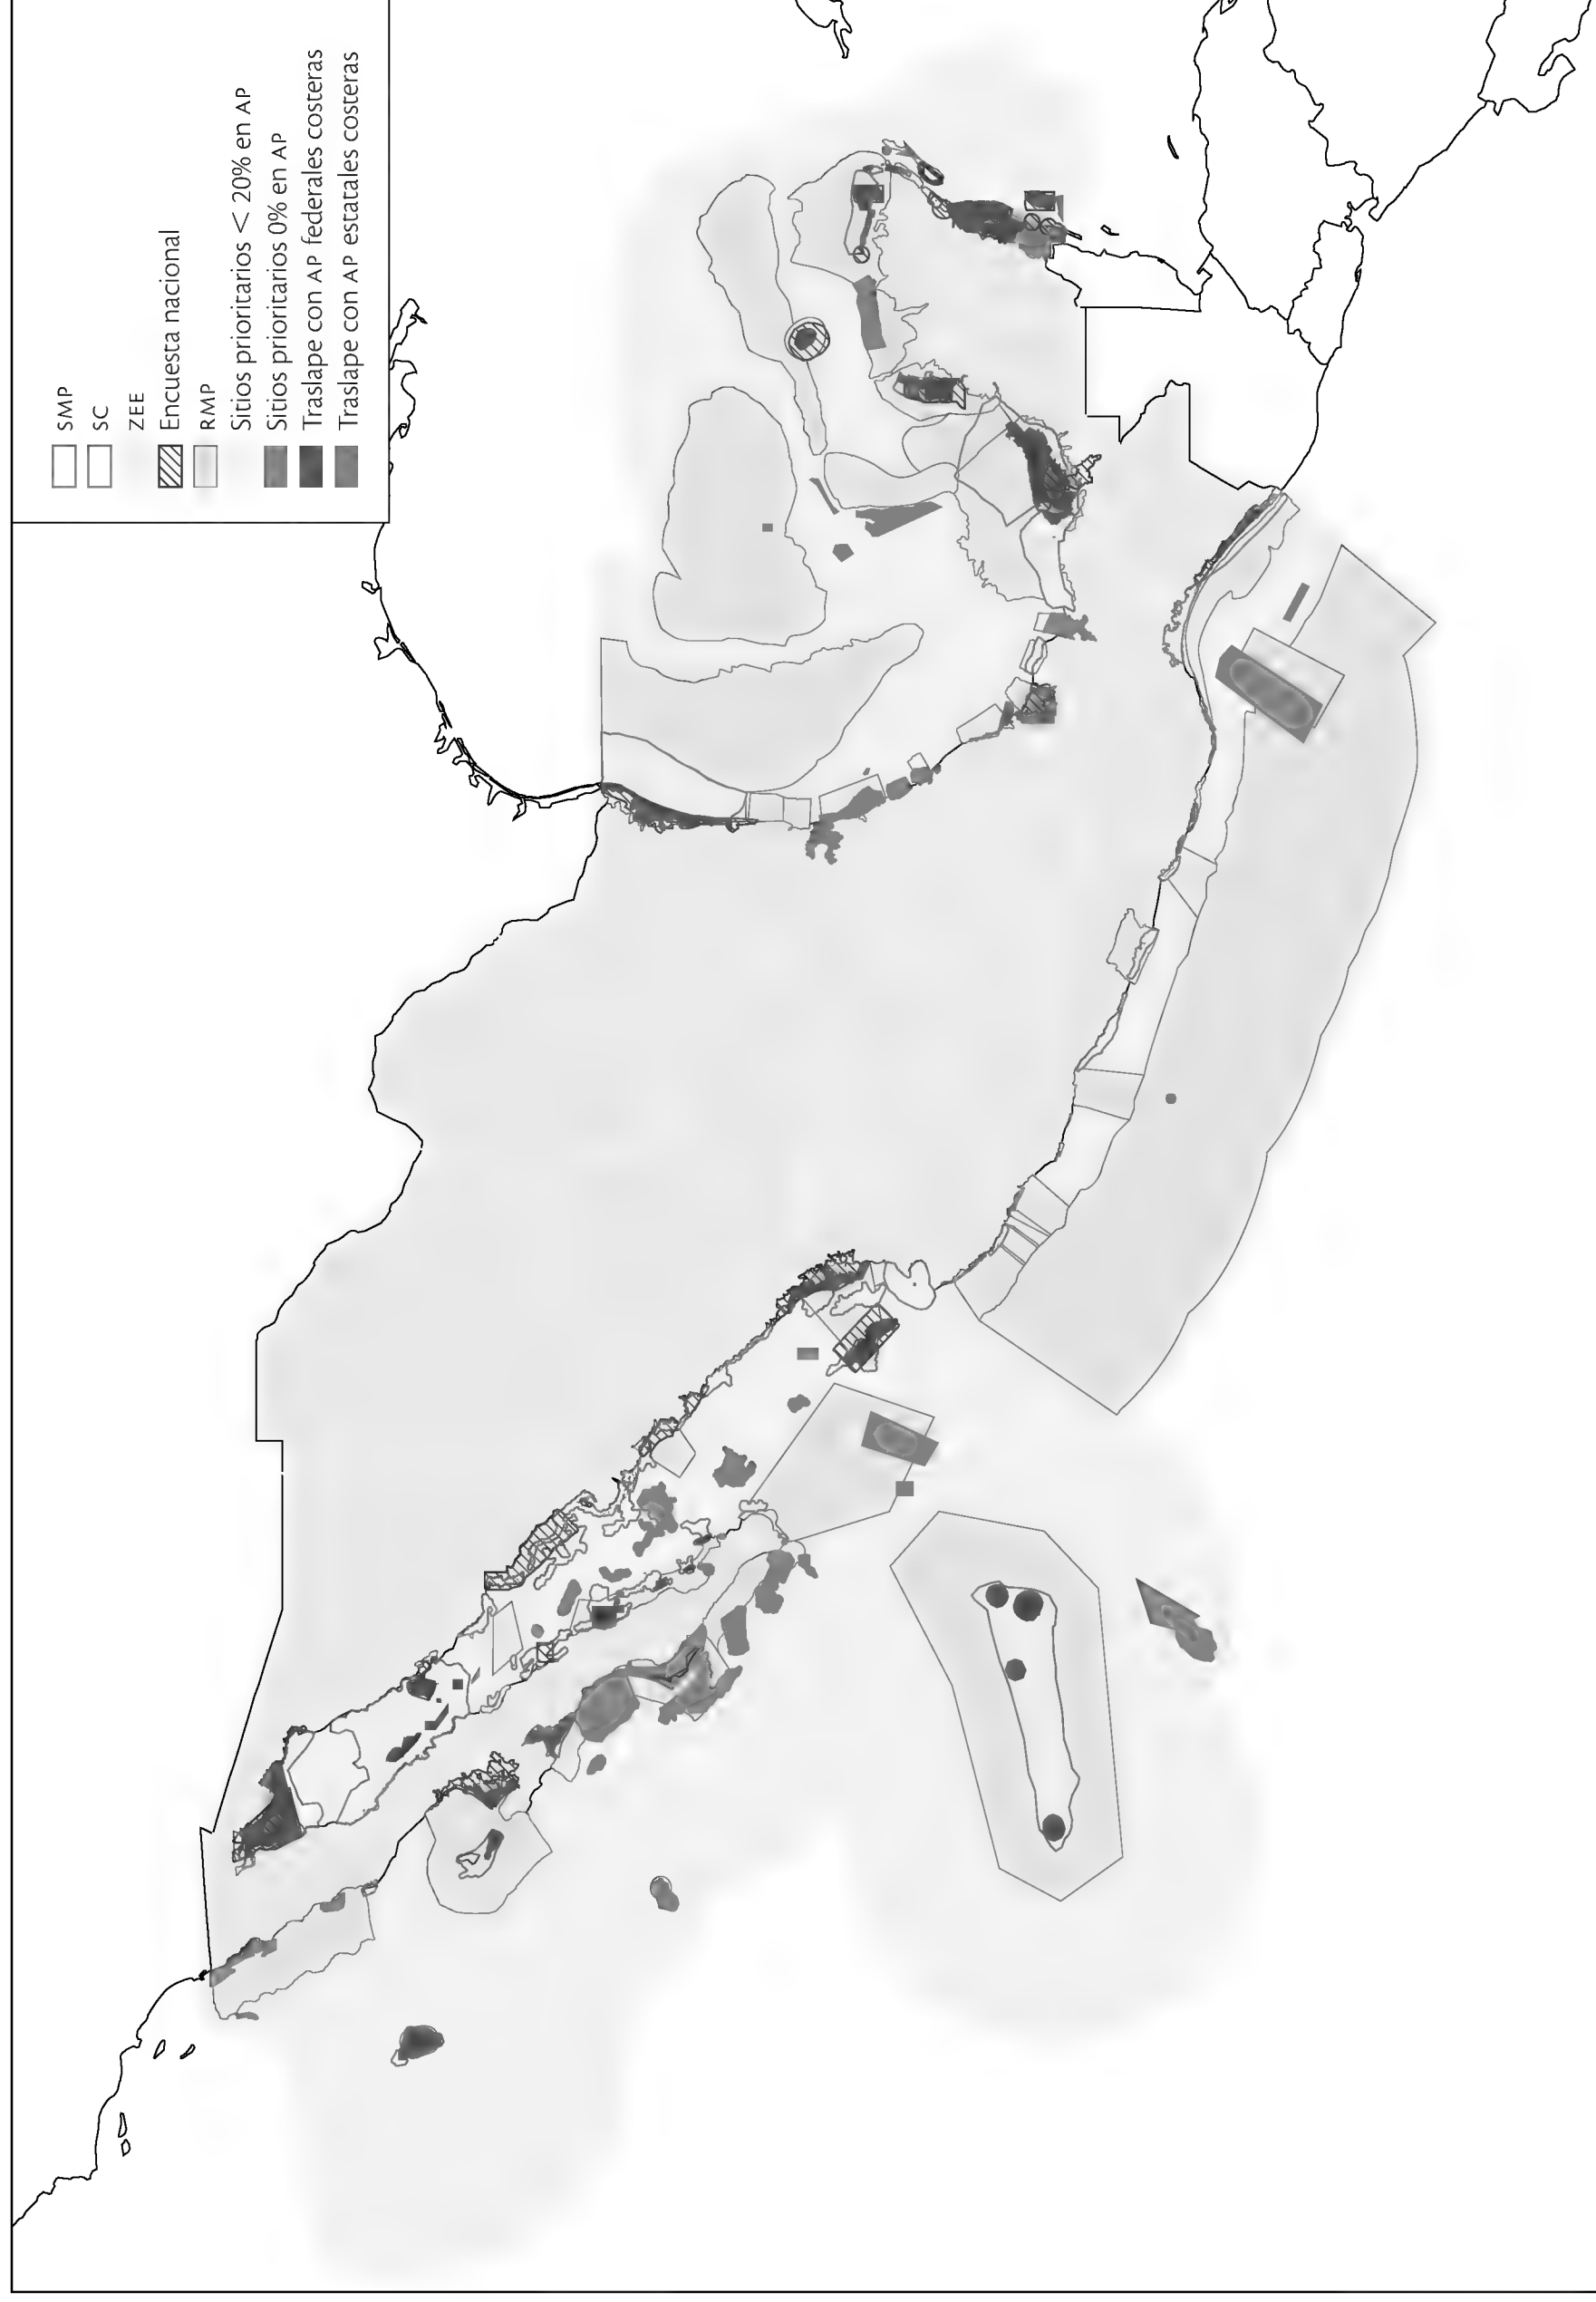 SMP
SC
ZEE
Encuesta nacional
RMP
Sitios prioritarios < 20% en AP
Sitios prioritarios 0% en AP
Traslape con AP federales costeras
Traslape con AP estatales costeras